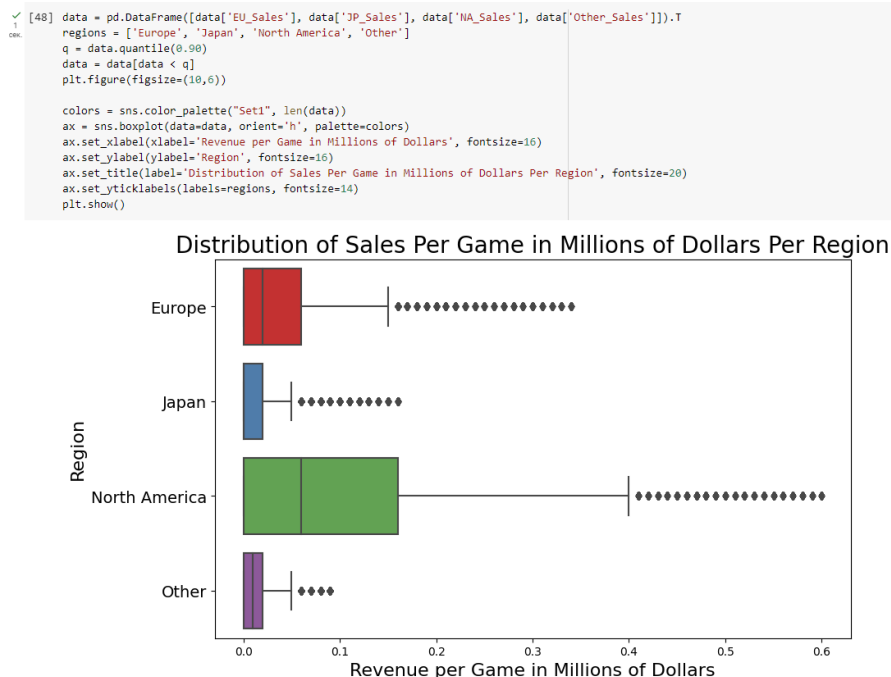 [48] data = pd.DataFrame([data['EU_Sales'], data['JP_Sales'], data['NA_Sales'], data['Other_Sales']]).T
1
сек.
regions = ['Europe', 'Japan', 'North America', 'Other']
q = data.quantile(0.90)
data = data[data < q]
plt.figure(figsize=(10,6))
colors = sns.color_palette("Set1", len(data))
ax = sns.boxplot(data=data, orient='h', palette=colors)
ax.set_xlabel(xlabel='Revenue per Game in Millions of Dollars', fontsize=16)
ax.set_ylabel(ylabel='Region', fontsize=16)
ax.set_title(label='Distribution of Sales Per Game in Millions of Dollars Per Region', fontsize=20)
ax.set_yticklabels(labels=regions, fontsize=14)
plt.show()
Distribution of Sales Per Game in Millions of Dollars Per Region
Region
Europe
Japan
North America
Other
0.0 0.1 0.2 0.3 0.4 0.5 0.6
Revenue per Game in Millions of Dollars